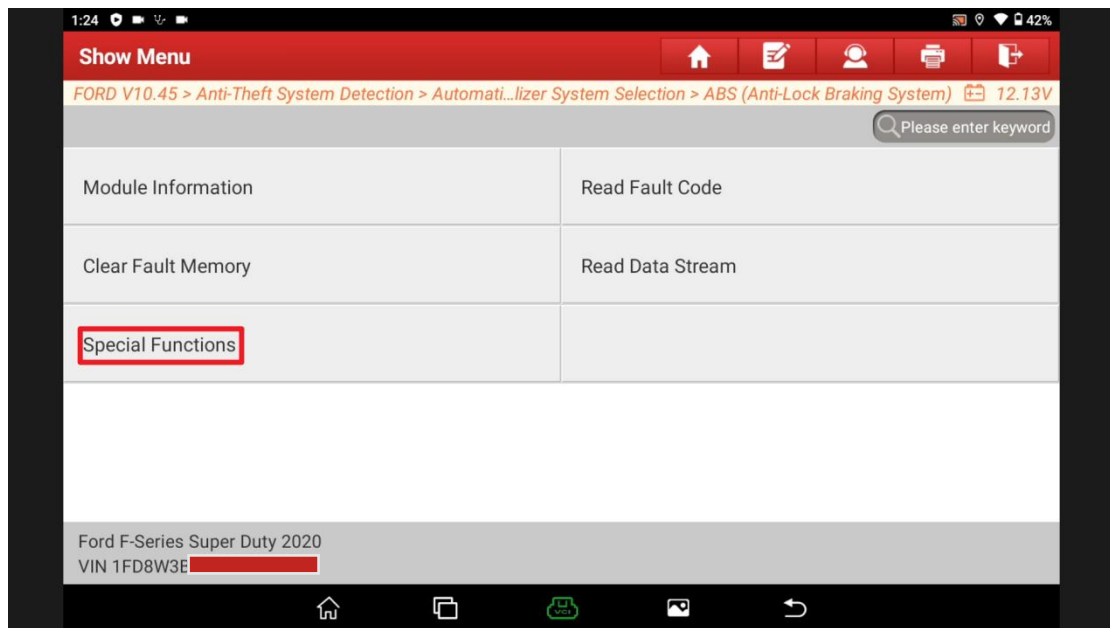 1:24 42%
Show Menu
FORD V10.45 > Anti-Theft System Detection > Automati...lizer System Selection > ABS (Anti-Lock Braking System) 12.13V
Please enter keyword
Module Information Read Fault Code
Clear Fault Memory Read Data Stream
Special Functions
Ford F-Series Super Duty 2020
VIN 1FD8W3B
VCI